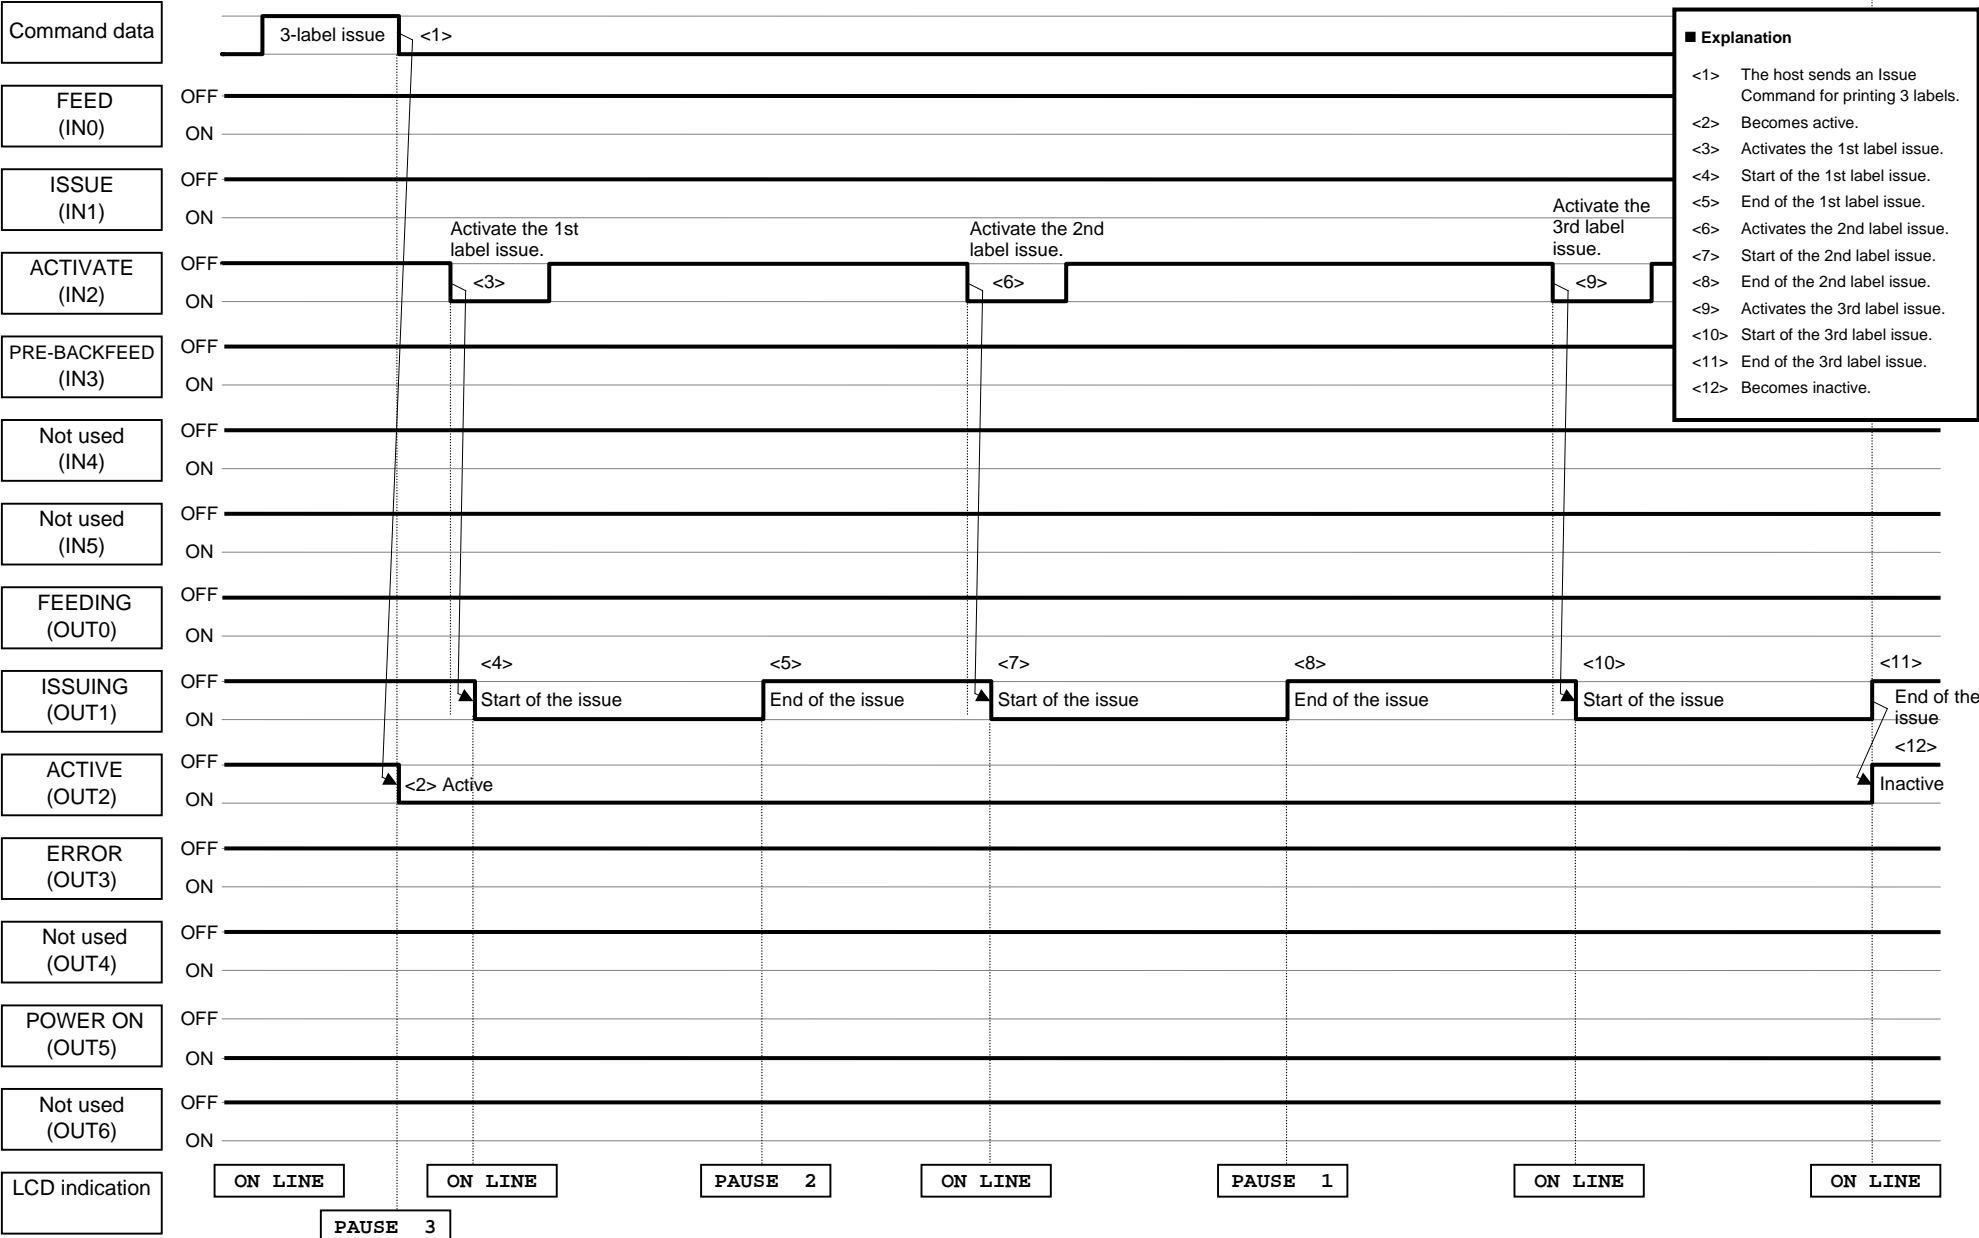 Command data
3-label issue
<1>
FEED
(IN0)
OFF
ON
ISSUE
(IN1)
OFF
ON
Activate the 1st
label issue.
Activate the 2nd
label issue.
Activate the
3rd label
issue.
ACTIVATE
(IN2)
OFF
ON
<3>
<6>
<9>
PRE-BACKFEED
(IN3)
OFF
ON
Not used
(IN4)
OFF
ON
Not used
(IN5)
OFF
ON
FEEDING
(OUT0)
OFF
ON
ISSUING
(OUT1)
OFF
ON
<4>
Start of the issue
<5>
End of the issue
<7>
Start of the issue
<8>
End of the issue
<10>
Start of the issue
<11>
End of the
issue
ACTIVE
(OUT2)
OFF
ON
<2> Active
<12>
Inactive
ERROR
(OUT3)
OFF
ON
Not used
(OUT4)
OFF
ON
POWER ON
(OUT5)
OFF
ON
Not used
(OUT6)
OFF
ON
LCD indication
ON LINE
PAUSE 3
ON LINE
PAUSE 2
ON LINE
PAUSE 1
ON LINE
ON LINE
■ Explanation
<1> The host sends an Issue
Command for printing 3 labels.
<2> Becomes active.
<3> Activates the 1st label issue.
<4> Start of the 1st label issue.
<5> End of the 1st label issue.
<6> Activates the 2nd label issue.
<7> Start of the 2nd label issue.
<8> End of the 2nd label issue.
<9> Activates the 3rd label issue.
<10> Start of the 3rd label issue.
<11> End of the 3rd label issue.
<12> Becomes inactive.